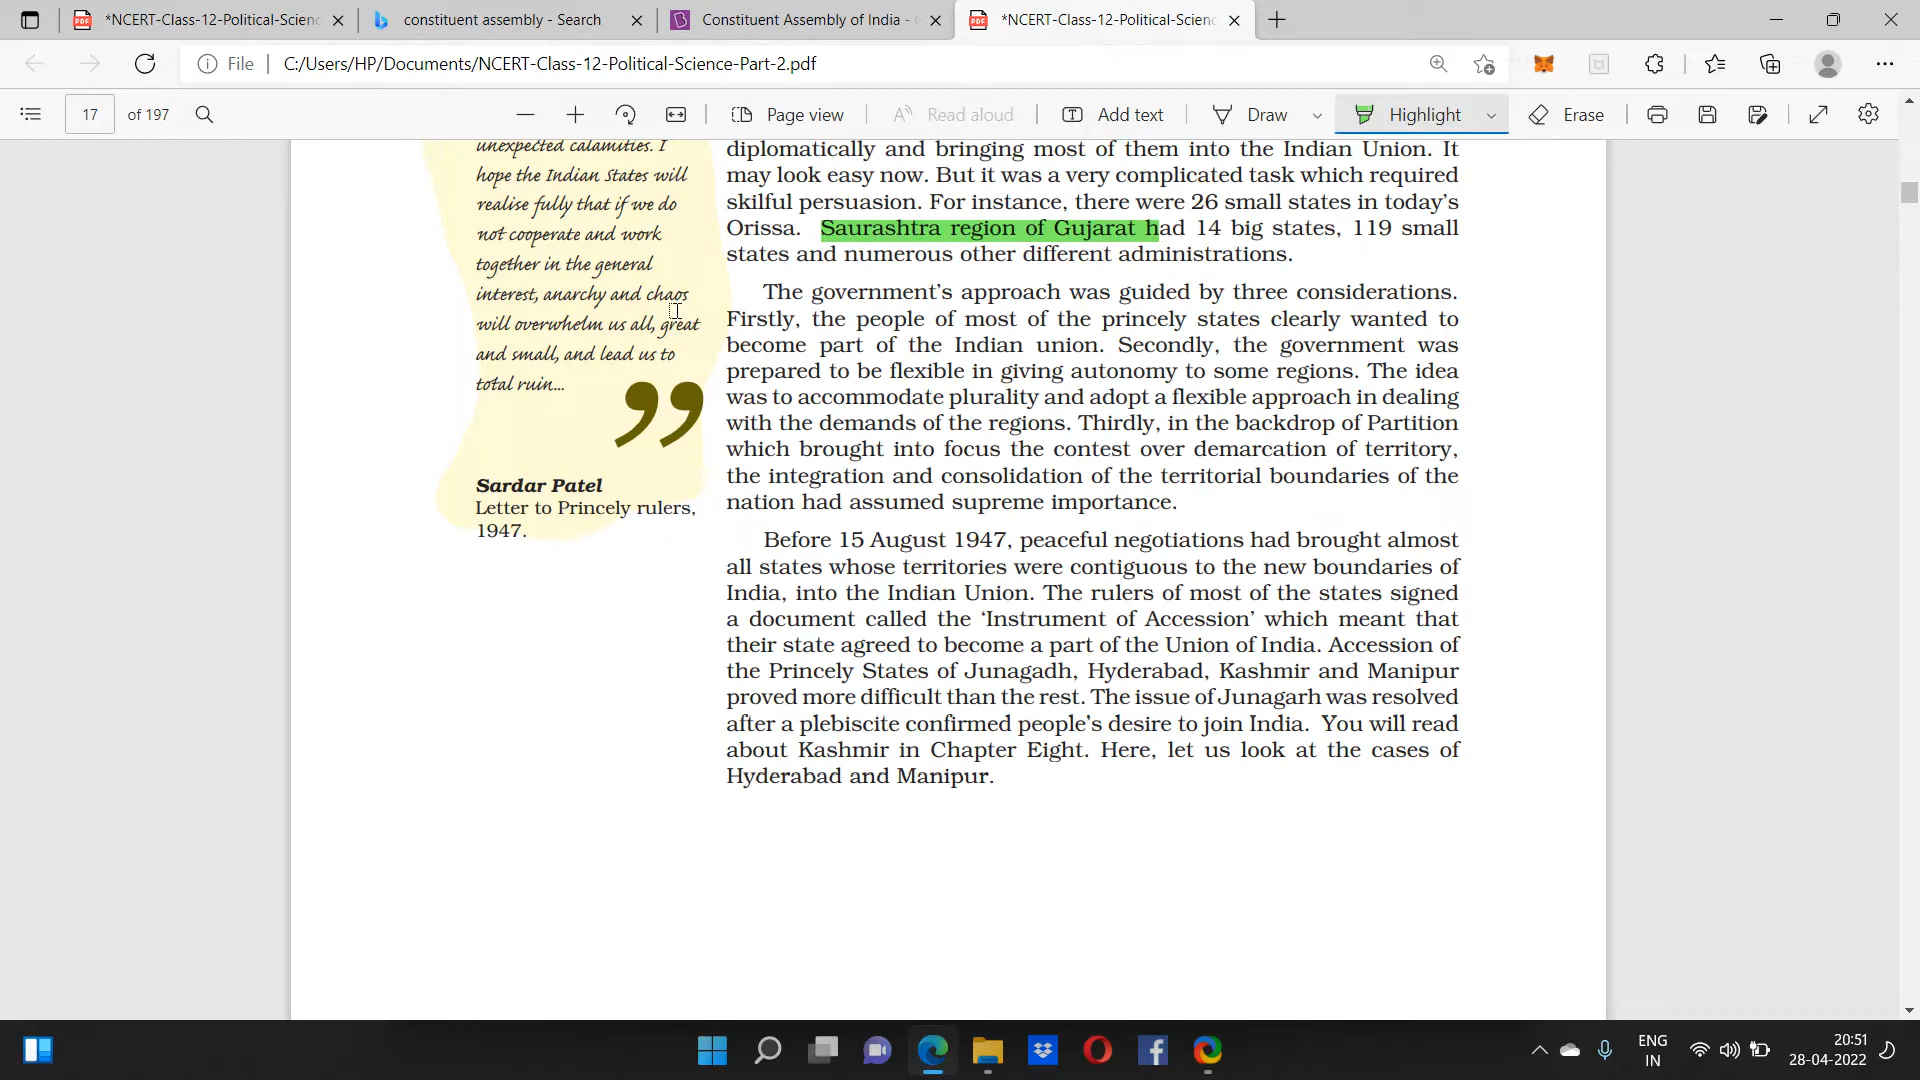 *NCERT-Class-12-Political-Scienc
constituent assembly - Search
Constituent Assembly of India -
*NCERT-Class-12-Political-Scienc
File
C:/Users/HP/Documents/NCERT-Class-12-Political-Science-Part-2.pdf
17 of 197
Page view
Read aloud
Add text
Draw
Highlight
Erase
unexpected calamities. I
hope the Indian States will
realise fully that if we do
not cooperate and work
together in the general
interest, anarchy and chaos
will overwhelm us all, great
and small, and lead us to
total ruin...
”
Sardar Patel
Letter to Princely rulers,
1947.
diplomatically and bringing most of them into the Indian Union. It
may look easy now. But it was a very complicated task which required
skilful persuasion. For instance, there were 26 small states in today’s
Orissa. Saurashtra region of Gujarat had 14 big states, 119 small
states and numerous other different administrations.
The government’s approach was guided by three considerations.
Firstly, the people of most of the princely states clearly wanted to
become part of the Indian union. Secondly, the government was
prepared to be flexible in giving autonomy to some regions. The idea
was to accommodate plurality and adopt a flexible approach in dealing
with the demands of the regions. Thirdly, in the backdrop of Partition
which brought into focus the contest over demarcation of territory,
the integration and consolidation of the territorial boundaries of the
nation had assumed supreme importance.
Before 15 August 1947, peaceful negotiations had brought almost
all states whose territories were contiguous to the new boundaries of
India, into the Indian Union. The rulers of most of the states signed
a document called the ‘Instrument of Accession’ which meant that
their state agreed to become a part of the Union of India. Accession of
the Princely States of Junagadh, Hyderabad, Kashmir and Manipur
proved more difficult than the rest. The issue of Junagarh was resolved
after a plebiscite confirmed people’s desire to join India. You will read
about Kashmir in Chapter Eight. Here, let us look at the cases of
Hyderabad and Manipur.
ENG
IN
20:51
28-04-2022